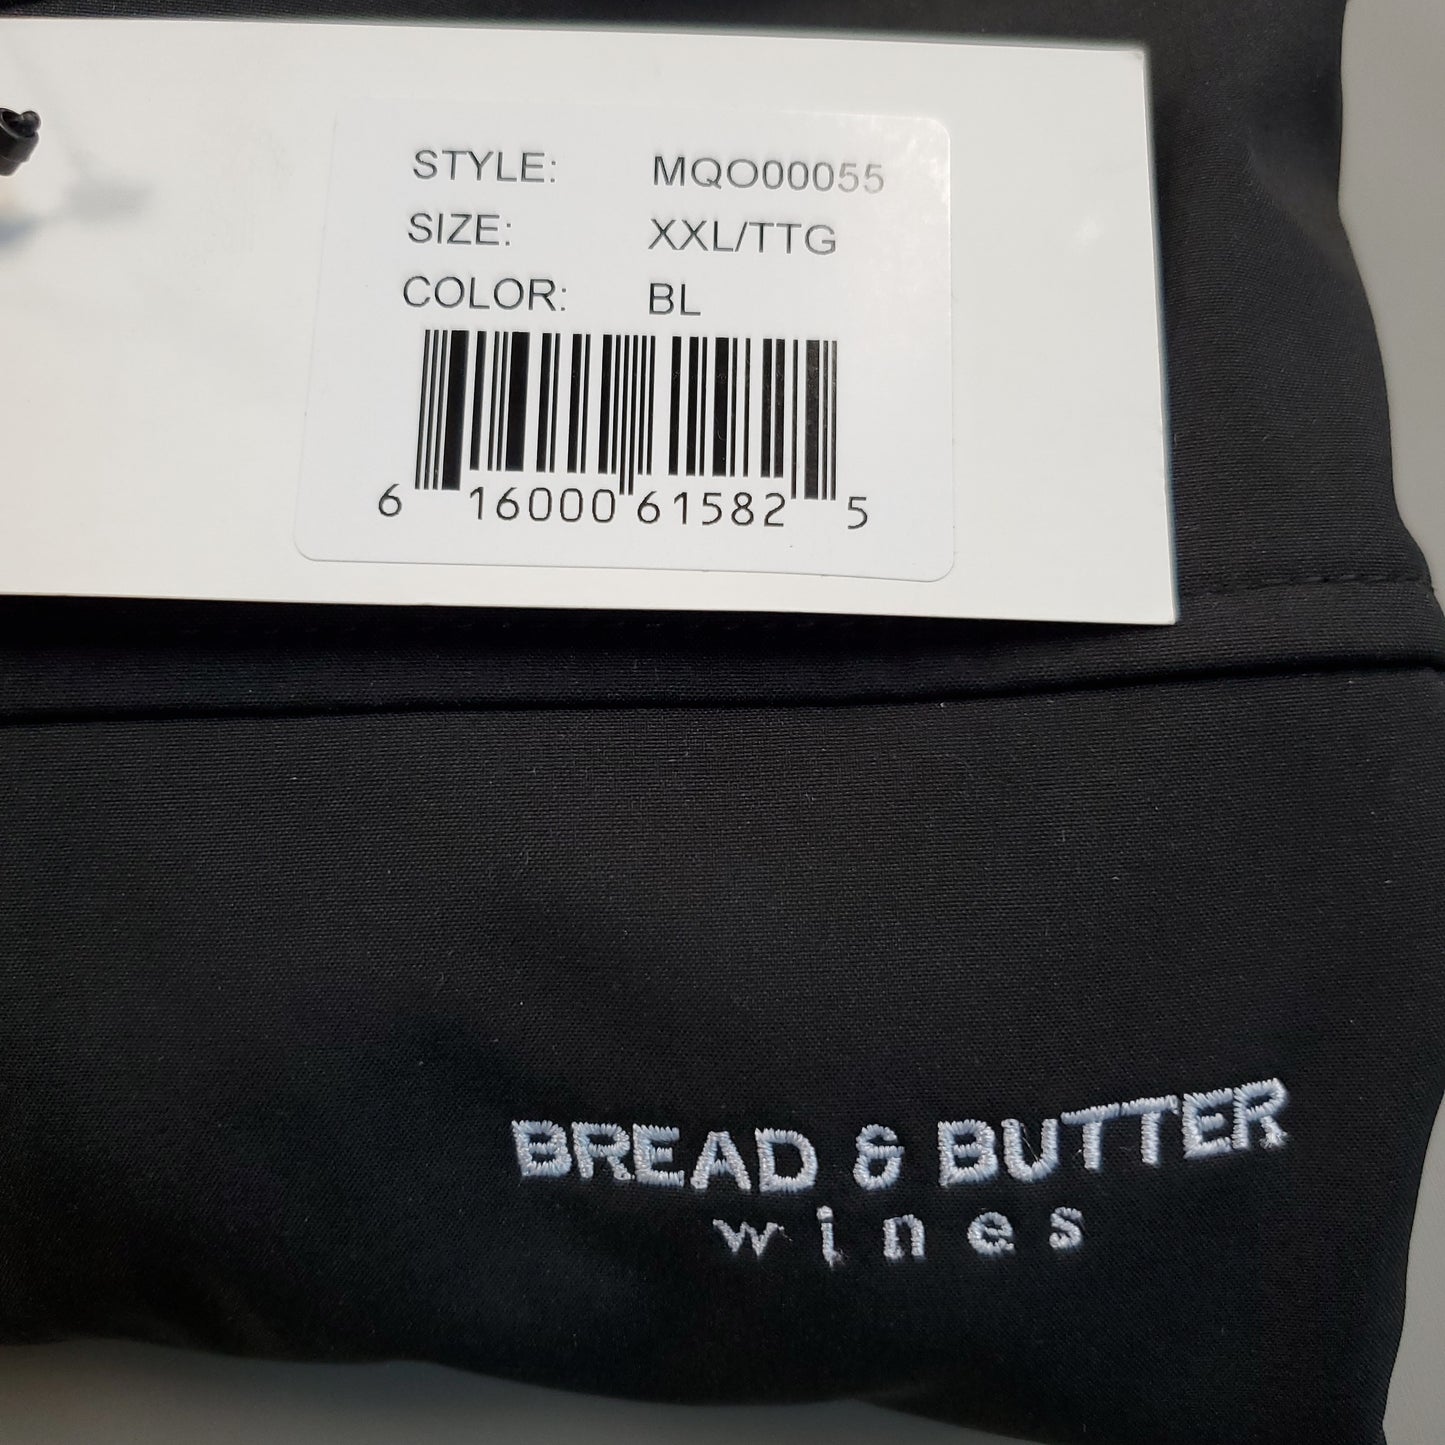 STYLE: MQO00055
SIZE: XXL/TTG
COLOR: BL
6 16000 61582 5
BREAD & BUTTER
wines